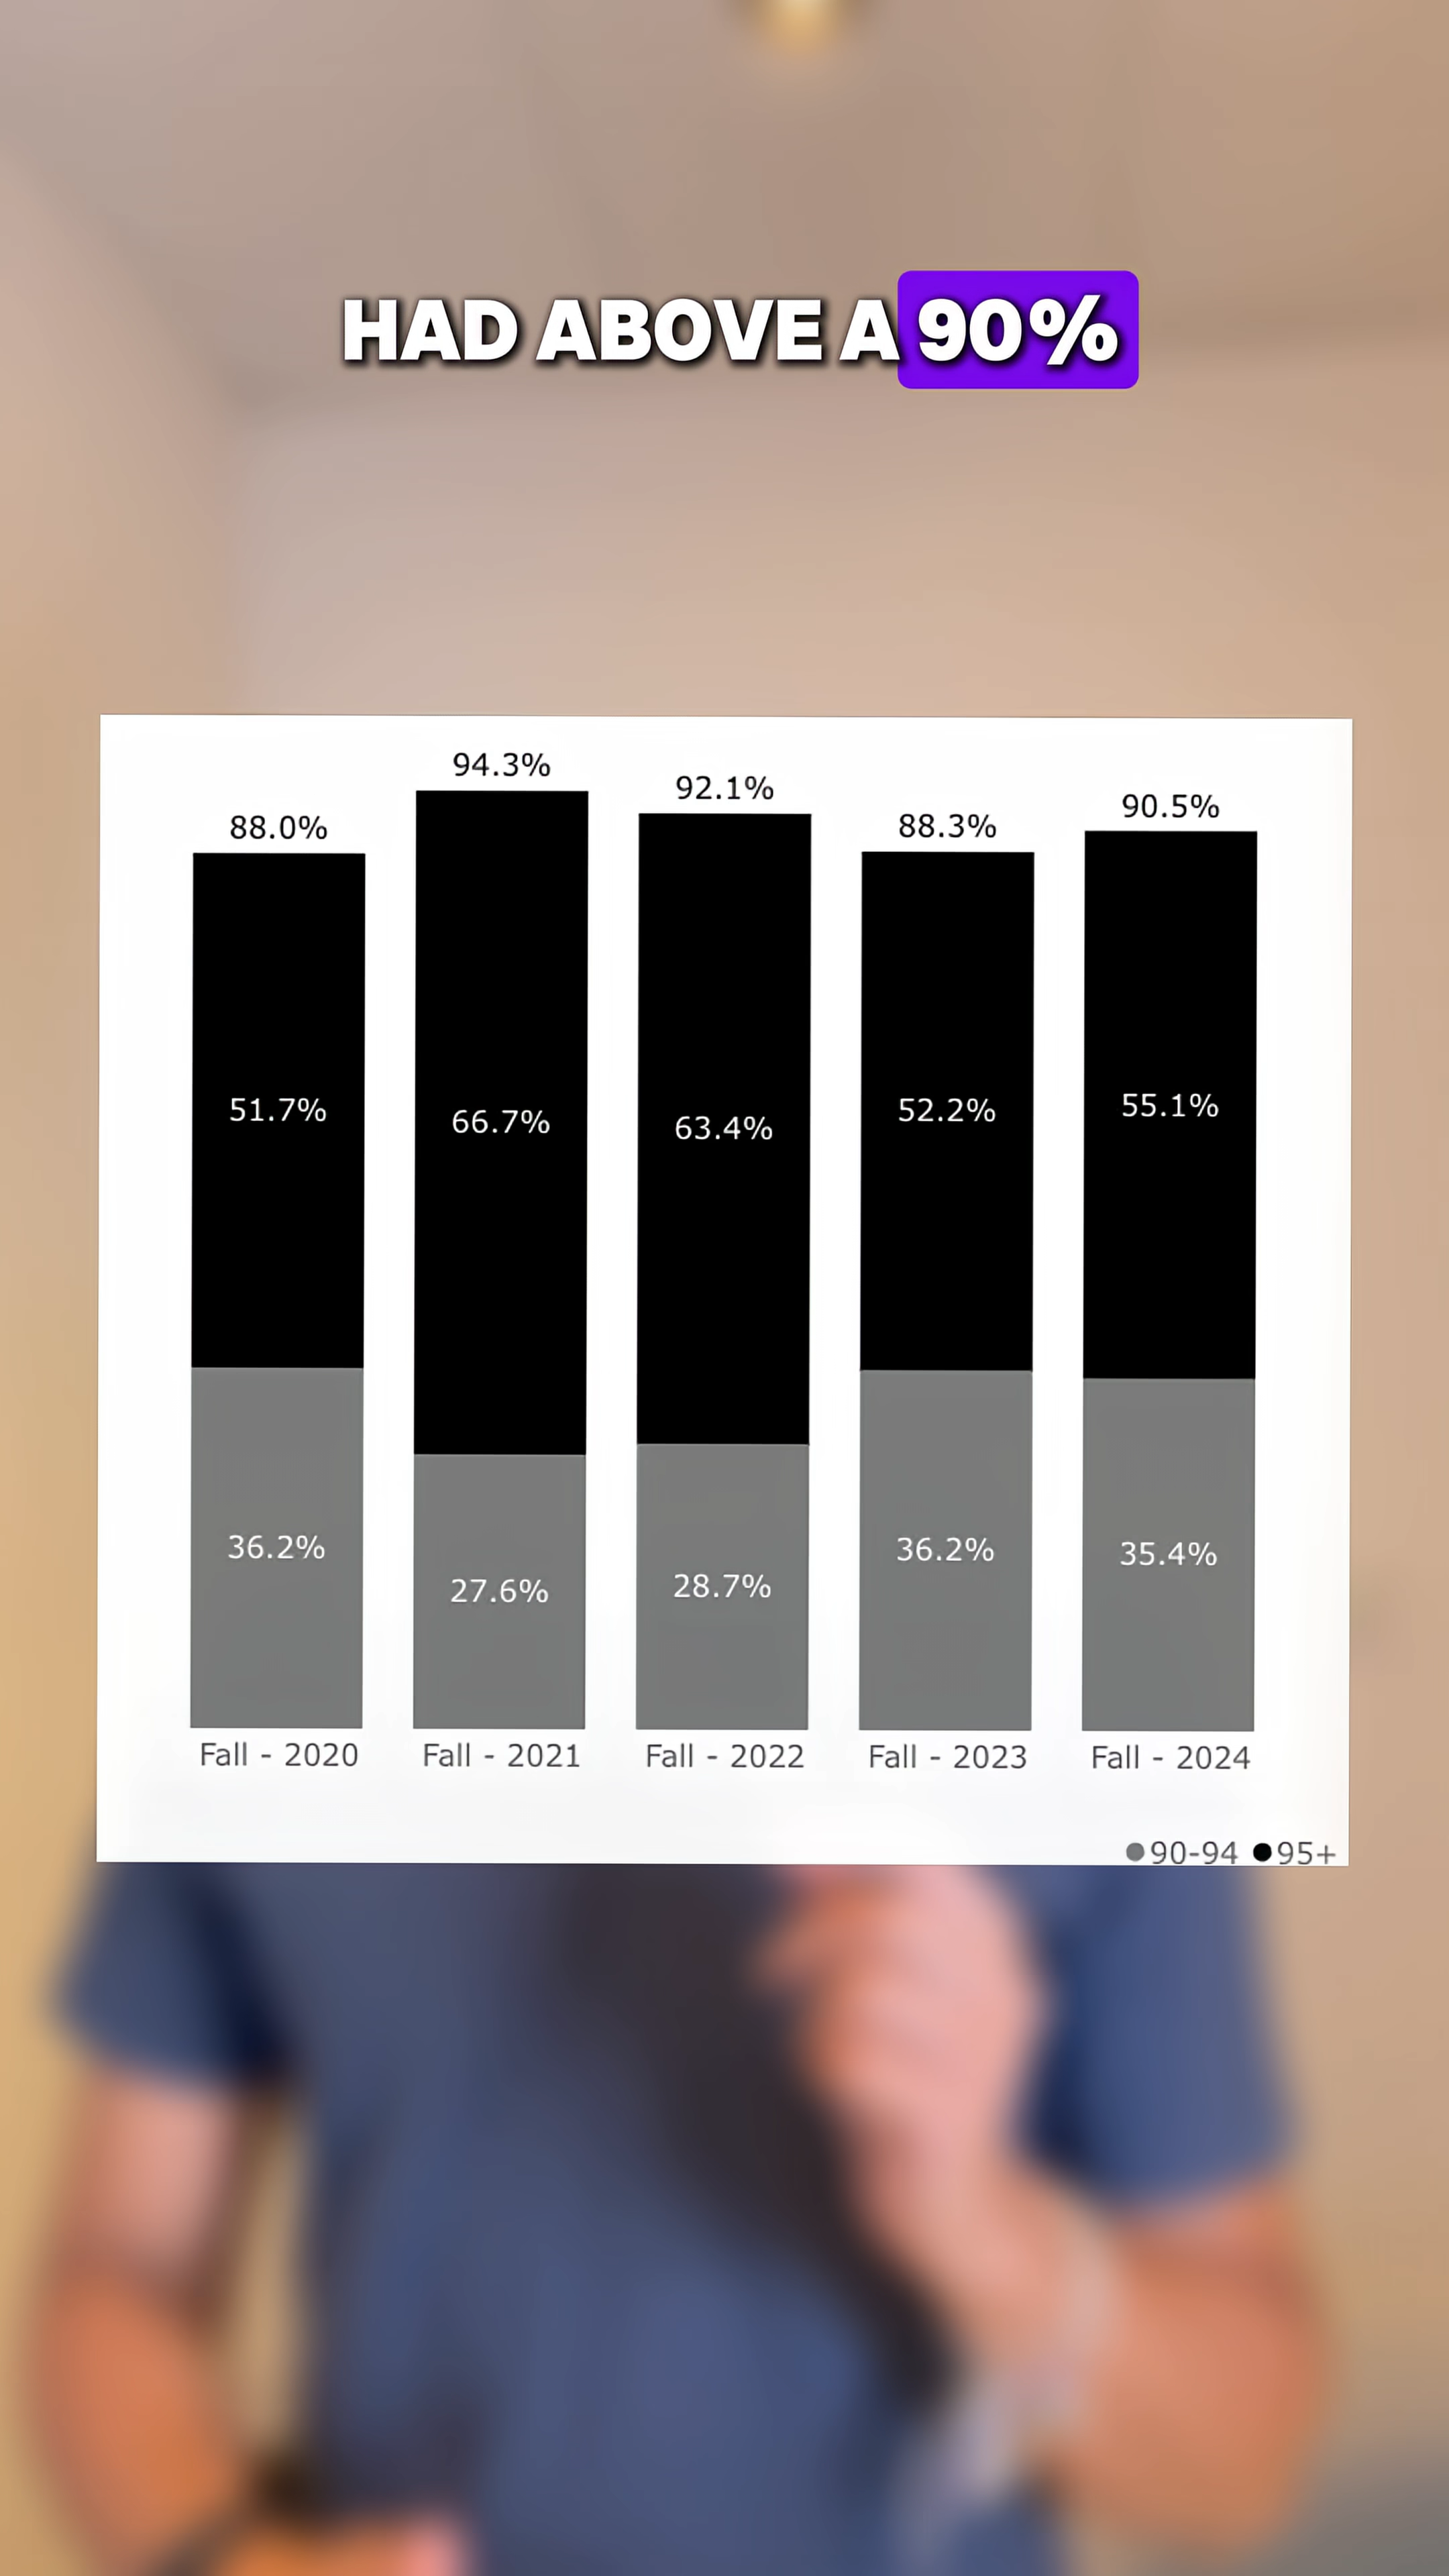 HAD ABOVE A 90%
88.0% 94.3% 92.1% 88.3% 90.5%
51.7% 66.7% 63.4% 52.2% 55.1%
36.2% 27.6% 28.7% 36.2% 35.4%
Fall - 2020 Fall - 2021 Fall - 2022 Fall - 2023 Fall - 2024
90-94 95+